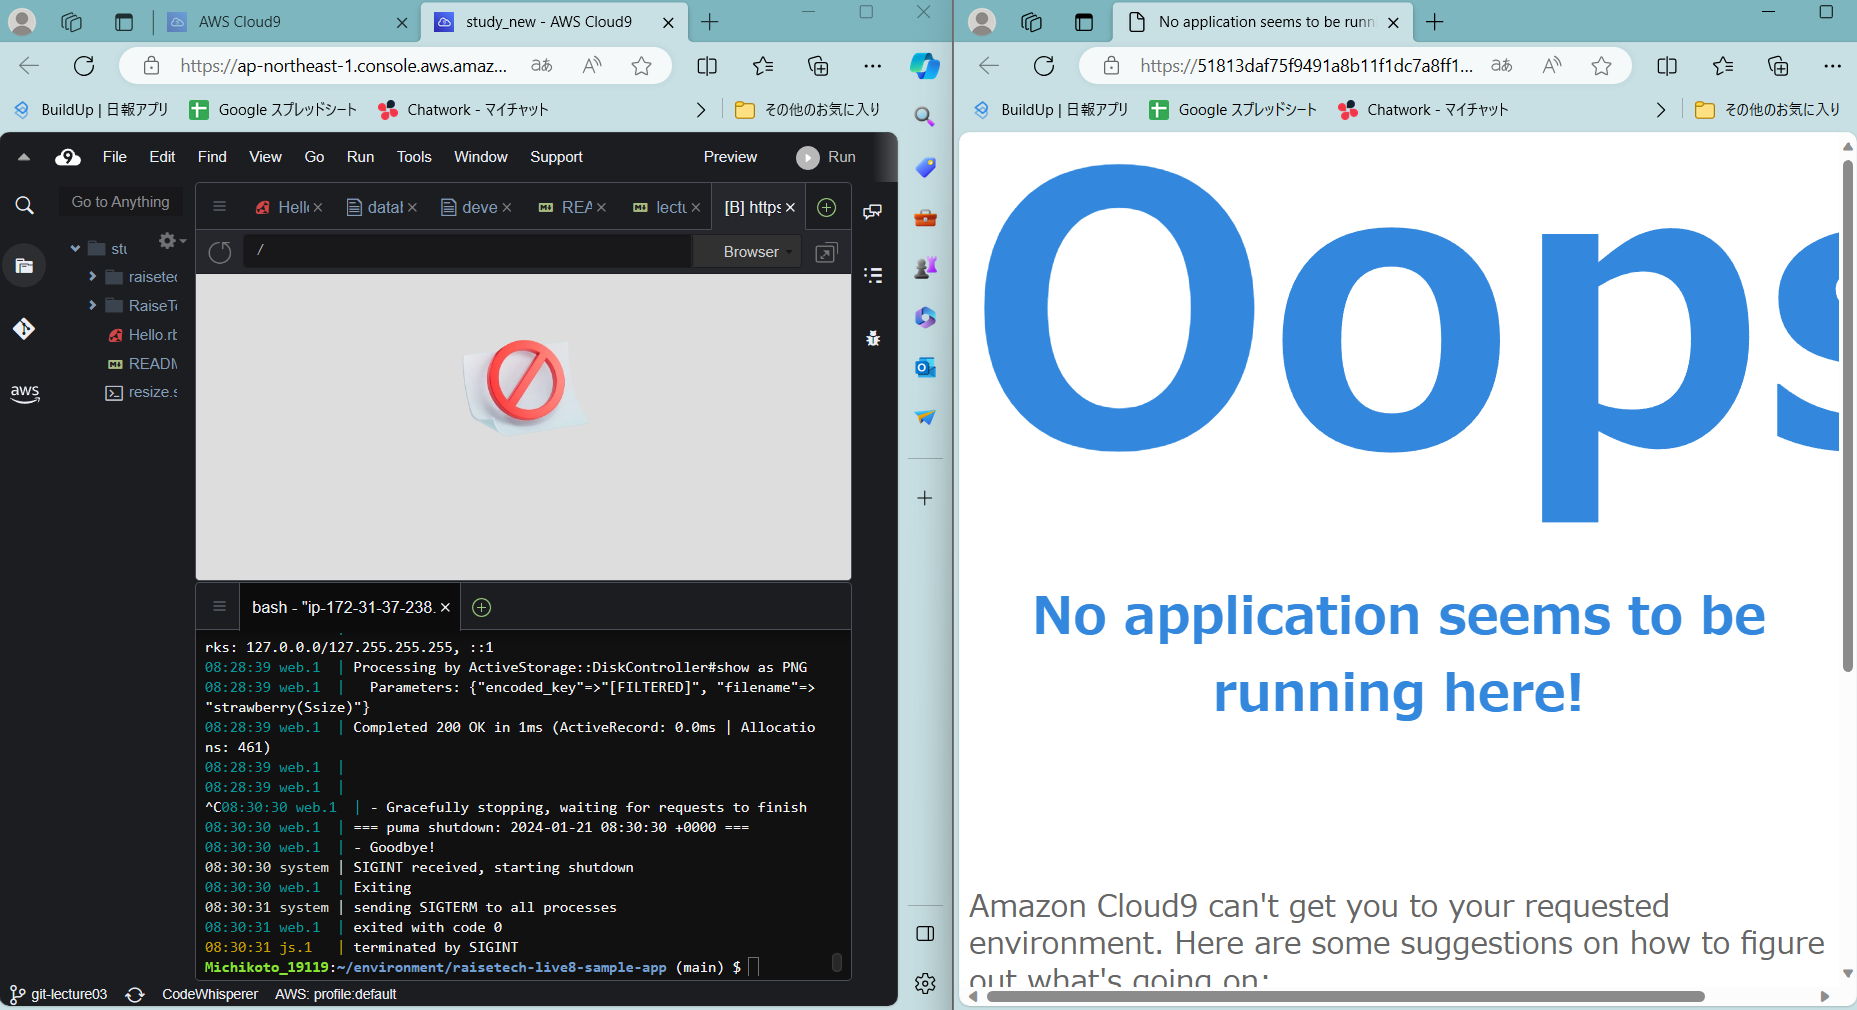 AWS Cloud9
study_new - AWS Cloud9
https://ap-northeast-1.console.aws.amaz...
aあ
A
BuildUp | 日報アプリ
Google スプレッドシート
Chatwork - マイチャット
その他のお気に入り
9 File Edit Find View Go Run Tools Window Support Preview Run
Go to Anything
stu
raisetec
RaiseTe
Hello.rb
READM
resize.s
aws
Hell
datab
deve
REA
lectu
[B] https
/
Browser
bash - "ip-172-31-37-238.
rks: 127.0.0.0/127.255.255.255, ::1
08:28:39 web.1 | Processing by ActiveStorage::DiskController#show as PNG
08:28:39 web.1 | Parameters: {"encoded_key"=>"[FILTERED]", "filename"=>
"strawberry(Ssize)"}
08:28:39 web.1 | Completed 200 OK in 1ms (ActiveRecord: 0.0ms | Allocatio
ns: 461)
08:28:39 web.1 |
08:28:39 web.1 |
^C08:30:30 web.1 | - Gracefully stopping, waiting for requests to finish
08:30:30 web.1 | === puma shutdown: 2024-01-21 08:30:30 +0000 ===
08:30:30 web.1 | - Goodbye!
08:30:30 system | SIGINT received, starting shutdown
08:30:30 web.1 | Exiting
08:30:31 system | sending SIGTERM to all processes
08:30:31 web.1 | exited with code 0
08:30:31 js.1 | terminated by SIGINT
Michikoto_19119:~/environment/raisetech-live8-sample-app (main) $
git-lecture03 CodeWhisperer AWS: profile:default
No application seems to be runn
https://51813daf75f9491a8b11f1dc7a8ff1...
aあ
A
BuildUp | 日報アプリ
Google スプレッドシート
Chatwork - マイチャット
その他のお気に入り
Oops
No application seems to be
running here!
Amazon Cloud9 can't get you to your requested
environment. Here are some suggestions on how to figure
out what's going on: